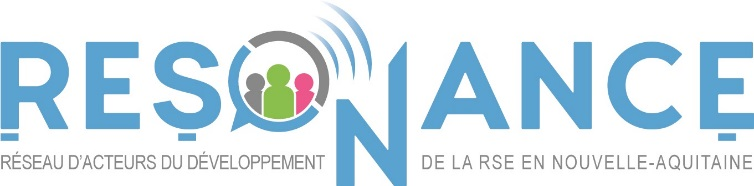 RESONANCE
RÉSEAU D'ACTEURS DU DÉVELOPPEMENT DE LA RSE EN NOUVELLE-AQUITAINE